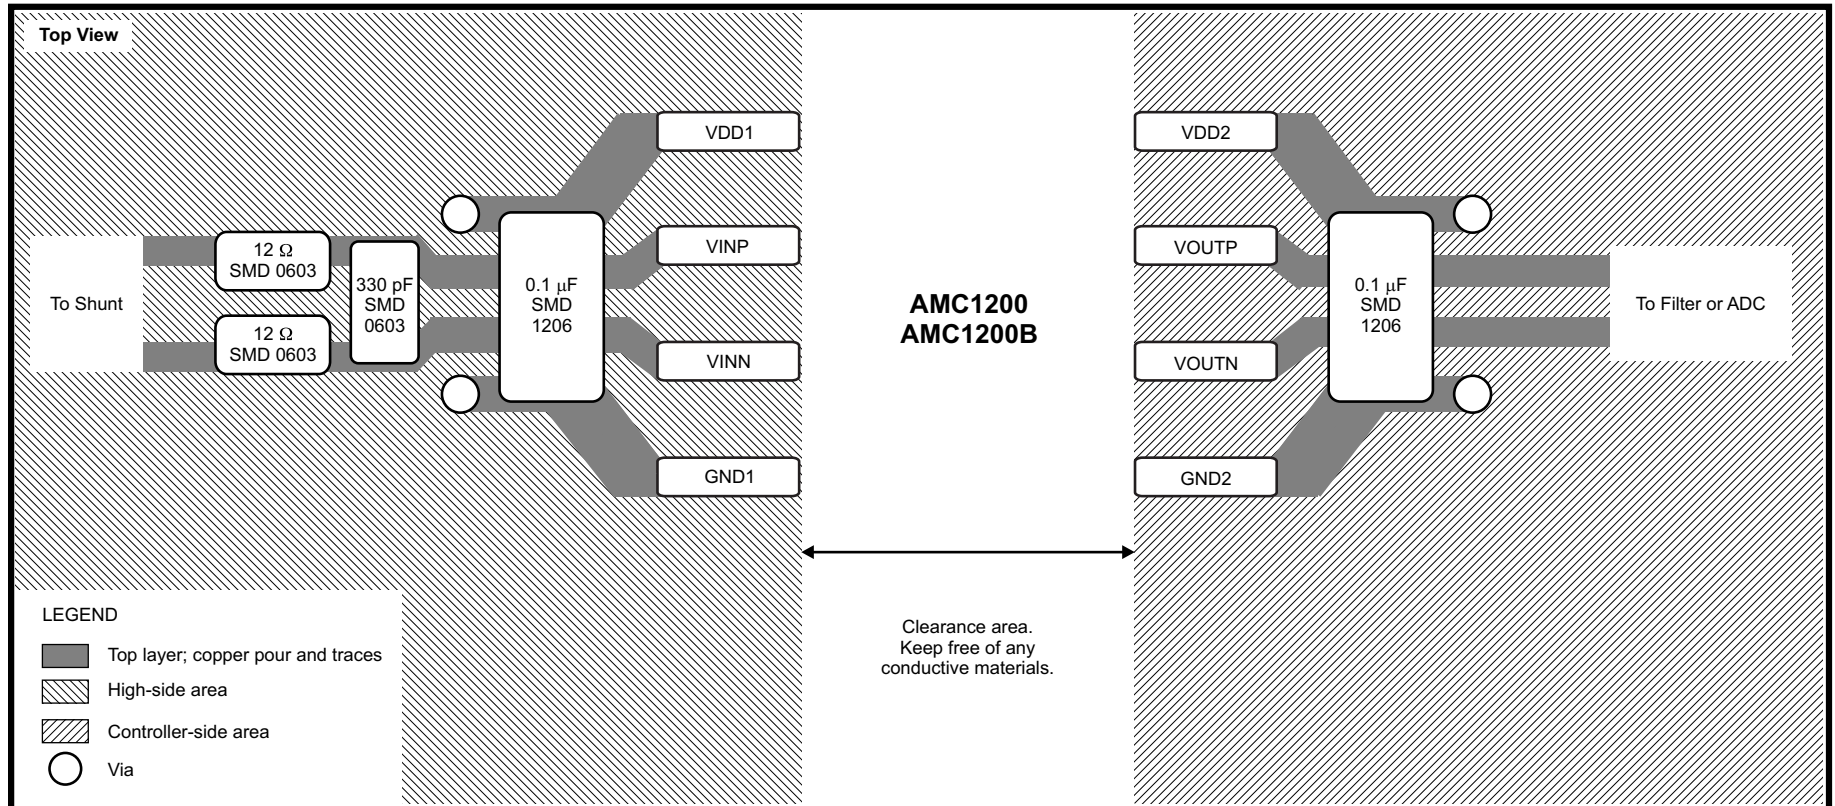 Top View
VDD1
VINP
VINN
GND1
To Shunt
12 Ω
SMD 0603
12 Ω
SMD 0603
330 pF
SMD
0603
0.1 μF
SMD
1206
AMC1200
AMC1200B
VDD2
VOUTP
VOUTN
GND2
0.1 μF
SMD
1206
To Filter or ADC
Clearance area.
Keep free of any
conductive materials.
LEGEND
Top layer; copper pour and traces
High-side area
Controller-side area
Via